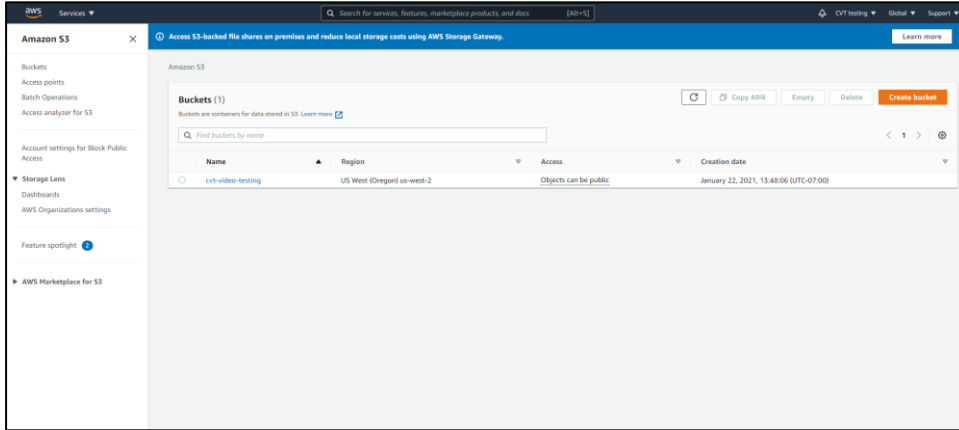 aws Services ▼ Search for services, features, marketplace products, and docs [Alt+S] CVT testing ▼ Global ▼ Support ▼
Amazon S3
Buckets
Access points
Batch Operations
Access analyzer for S3
Account settings for Block Public
Access
▼ Storage Lens
Dashboards
AWS Organizations settings
Feature spotlight 2
▶ AWS Marketplace for S3
Access S3-backed file shares on premises and reduce local storage costs using AWS Storage Gateway. Learn more
Amazon S3
Buckets (1) Copy ARN Empty Delete Create bucket
Buckets are containers for data stored in S3. Learn more
Find buckets by name < 1 >
Name ▲ Region Access Creation date
cvt-video-testing US West (Oregon) us-west-2 Objects can be public January 22, 2021, 13:48:06 (UTC-07:00)